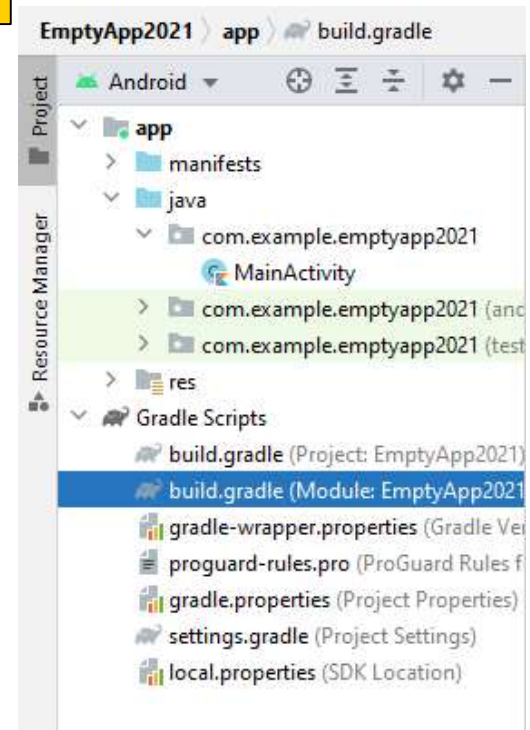 EmptyApp2021 app build.gradle
Project
Android
app
manifests
java
com.example.emptyapp2021
MainActivity
com.example.emptyapp2021 (anc
com.example.emptyapp2021 (test
Resource Manager
res
Gradle Scripts
build.gradle (Project: EmptyApp2021)
build.gradle (Module: EmptyApp2021
gradle-wrapper.properties (Gradle Ver
proguard-rules.pro (ProGuard Rules f
gradle.properties (Project Properties)
settings.gradle (Project Settings)
local.properties (SDK Location)